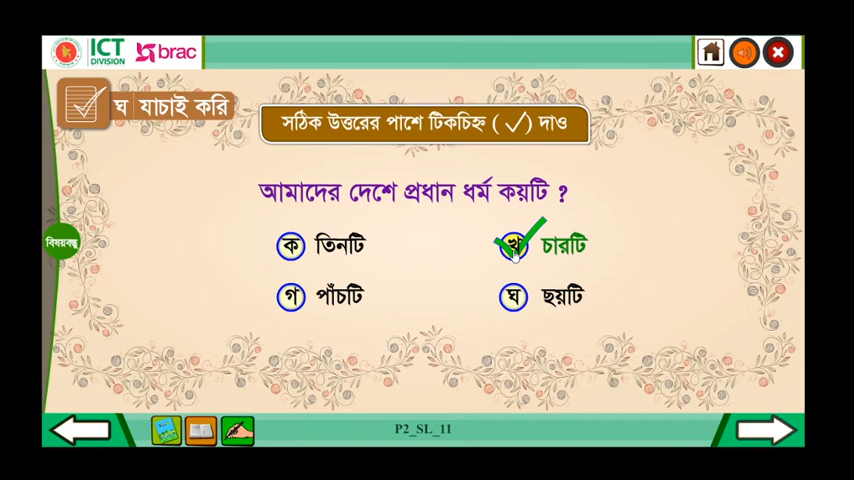 ICT
DIVISION
brac
ঘ যাচাই করি
সঠিক উত্তরের পাশে টিকচিহ্ন (✓) দাও
আমাদের দেশে প্রধান ধর্ম কয়টি ?
ক তিনটি
খ চারটি
গ পাঁচটি
ঘ ছয়টি
বিষয়বস্তু
P2_SL_11